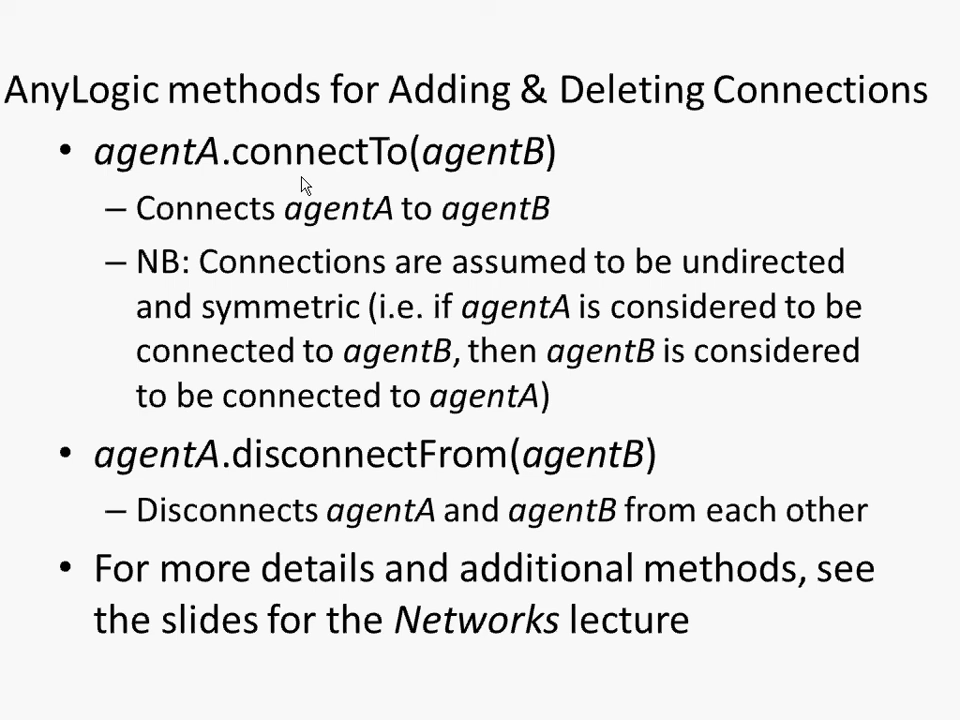 AnyLogic methods for Adding & Deleting Connections
• agentA.connectTo(agentB)
– Connects agentA to agentB
– NB: Connections are assumed to be undirected
and symmetric (i.e. if agentA is considered to be
connected to agentB, then agentB is considered
to be connected to agentA)
• agentA.disconnectFrom(agentB)
– Disconnects agentA and agentB from each other
• For more details and additional methods, see
the slides for the Networks lecture